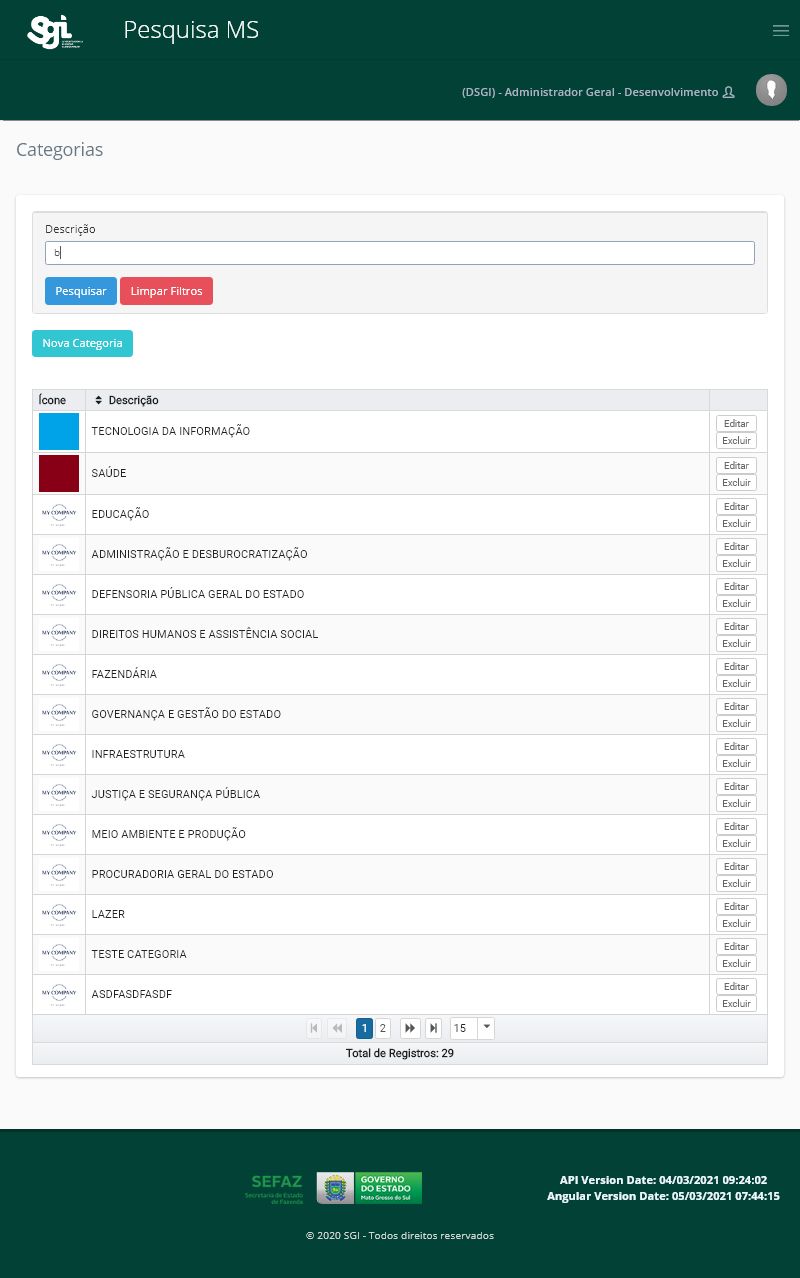 Sgi
Pesquisa MS
(DSGI) - Administrador Geral - Desenvolvimento
Categorias
Descrição
b
Pesquisar Limpar Filtros
Nova Categoria
Ícone Descrição
TECNOLOGIA DA INFORMAÇÃO Editar
Excluir
SAÚDE Editar
Excluir
MY COMPANY EDUCAÇÃO Editar
Excluir
MY COMPANY ADMINISTRAÇÃO E DESBUROCRATIZAÇÃO Editar
Excluir
MY COMPANY DEFENSORIA PÚBLICA GERAL DO ESTADO Editar
Excluir
MY COMPANY DIREITOS HUMANOS E ASSISTÊNCIA SOCIAL Editar
Excluir
MY COMPANY FAZENDÁRIA Editar
Excluir
MY COMPANY GOVERNANÇA E GESTÃO DO ESTADO Editar
Excluir
MY COMPANY INFRAESTRUTURA Editar
Excluir
MY COMPANY JUSTIÇA E SEGURANÇA PÚBLICA Editar
Excluir
MY COMPANY MEIO AMBIENTE E PRODUÇÃO Editar
Excluir
MY COMPANY PROCURADORIA GERAL DO ESTADO Editar
Excluir
MY COMPANY LAZER Editar
Excluir
MY COMPANY TESTE CATEGORIA Editar
Excluir
MY COMPANY ASDFASDFASDF Editar
Excluir
1 2 15
Total de Registros: 29
SEFAZ
Secretaria de Estado
de Fazenda
GOVERNO
DO ESTADO
Mato Grosso do Sul
API Version Date: 04/03/2021 09:24:02
Angular Version Date: 05/03/2021 07:44:15
© 2020 SGI - Todos direitos reservados